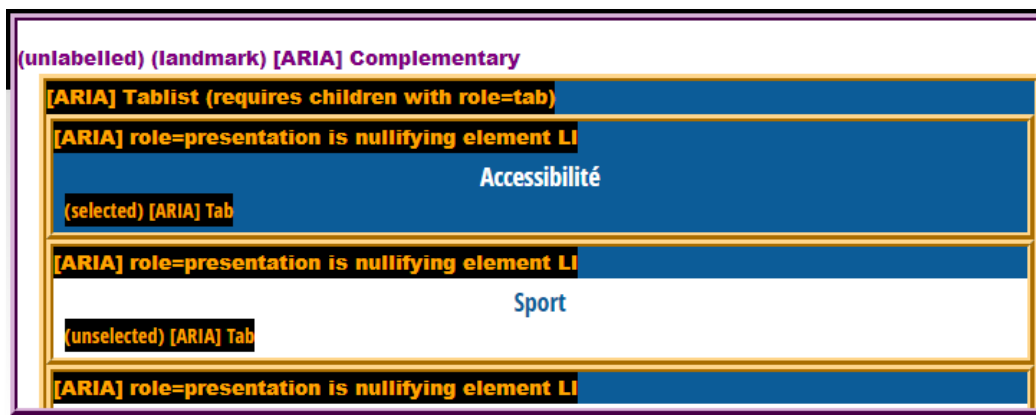 (unlabelled) (landmark) [ARIA] Complementary
[ARIA] Tablist (requires children with role=tab)
[ARIA] role=presentation is nullifying element LI
Accessibilité
(selected) [ARIA] Tab
[ARIA] role=presentation is nullifying element LI
Sport
(unselected) [ARIA] Tab
[ARIA] role=presentation is nullifying element LI